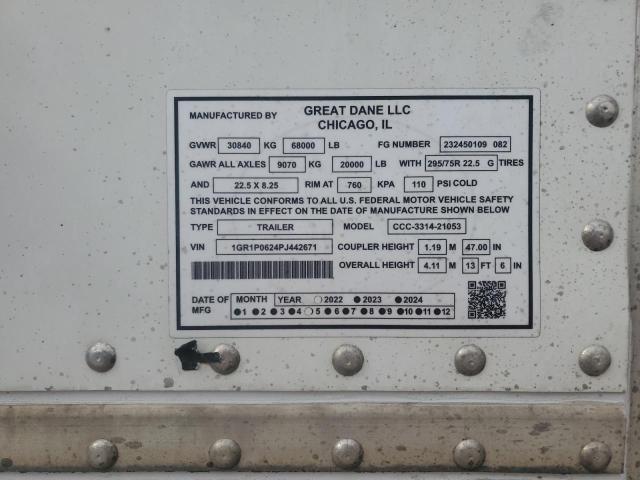 MANUFACTURED BY GREAT DANE LLC
CHICAGO, IL
GVWR 30840 KG 68000 LB FG NUMBER 232450109 082
GAWR ALL AXLES 9070 KG 20000 LB WITH 295/75R 22.5 G TIRES
AND 22.5 X 8.25 RIM AT 760 KPA 110 PSI COLD
THIS VEHICLE CONFORMS TO ALL U.S. FEDERAL MOTOR VEHICLE SAFETY
STANDARDS IN EFFECT ON THE DATE OF MANUFACTURE SHOWN BELOW
TYPE TRAILER MODEL CCC-3314-21053
VIN 1GR1P0624PJ442671 COUPLER HEIGHT 1.19 M 47.00 IN
OVERALL HEIGHT 4.11 M 13 FT 6 IN
DATE OF MFG MONTH YEAR ○2022 ●2023 ●2024
●1 ●2 ●3 ●4 ○5 ●6 ●7 ●8 ●9 ●10 ●11 ●12